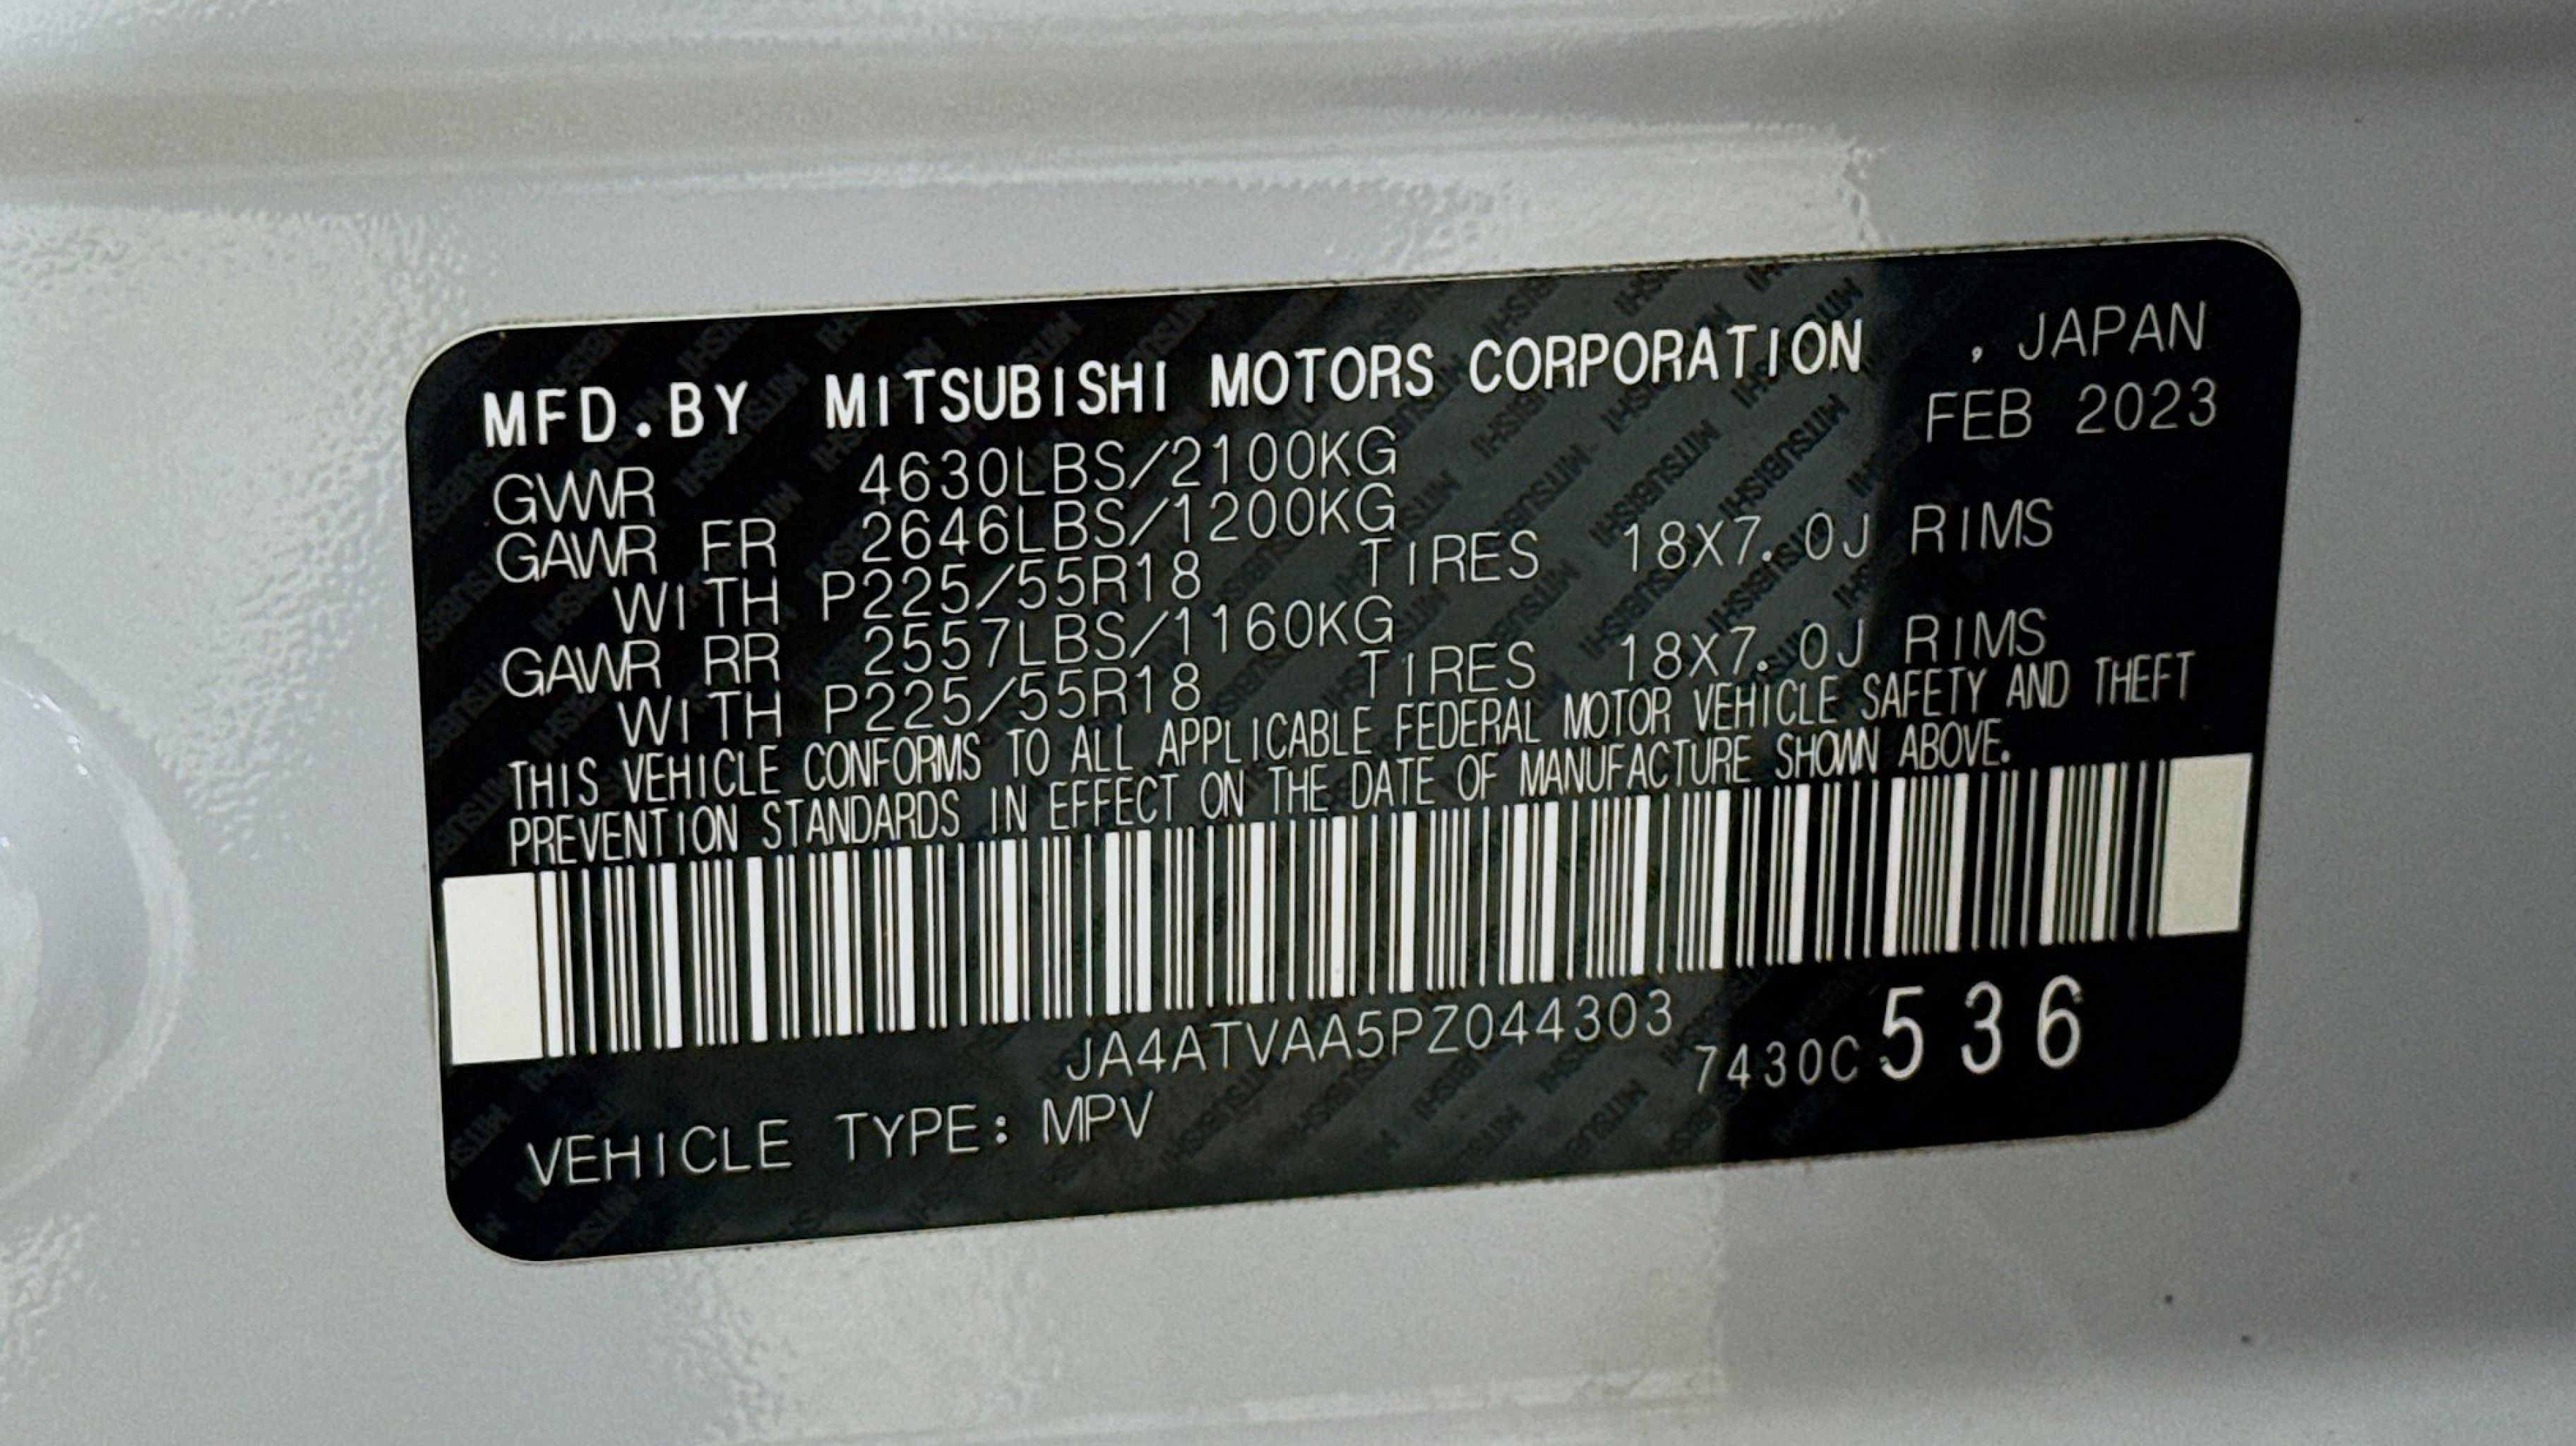 MFD.BY MITSUBISHI MOTORS CORPORATION , JAPAN
FEB 2023
GVWR 4630LBS/2100KG
GAWR FR 2646LBS/1200KG
WITH P225/55R18 TIRES 18X7.0J RIMS
GAWR RR 2557LBS/1160KG
WITH P225/55R18 TIRES 18X7.0J RIMS
THIS VEHICLE CONFORMS TO ALL APPLICABLE FEDERAL MOTOR VEHICLE SAFETY AND THEFT
PREVENTION STANDARDS IN EFFECT ON THE DATE OF MANUFACTURE SHOWN ABOVE.
JA4ATVAA5PZ044303
7430C536
VEHICLE TYPE: MPV